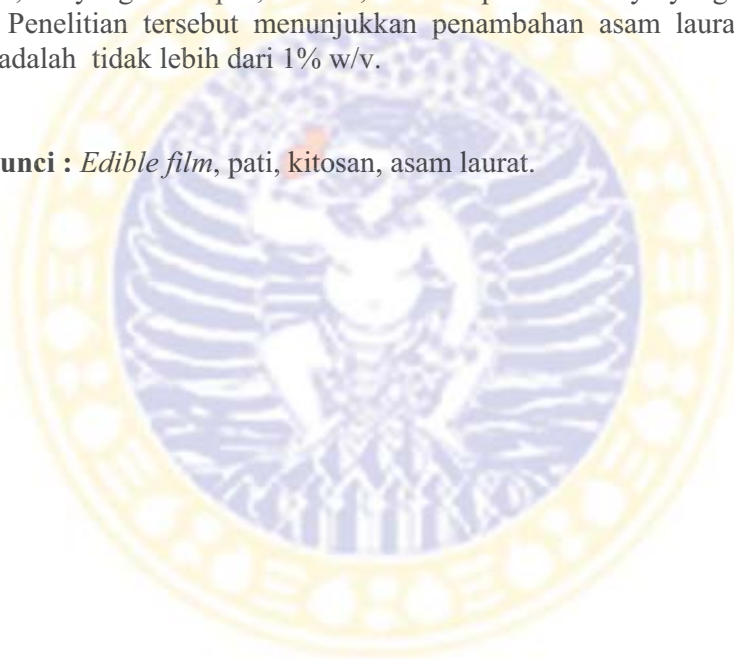 Penelitian tersebut menunjukkan penambahan asam laura
adalah tidak lebih dari 1% w/v.
unci : Edible film, pati, kitosan, asam laurat.